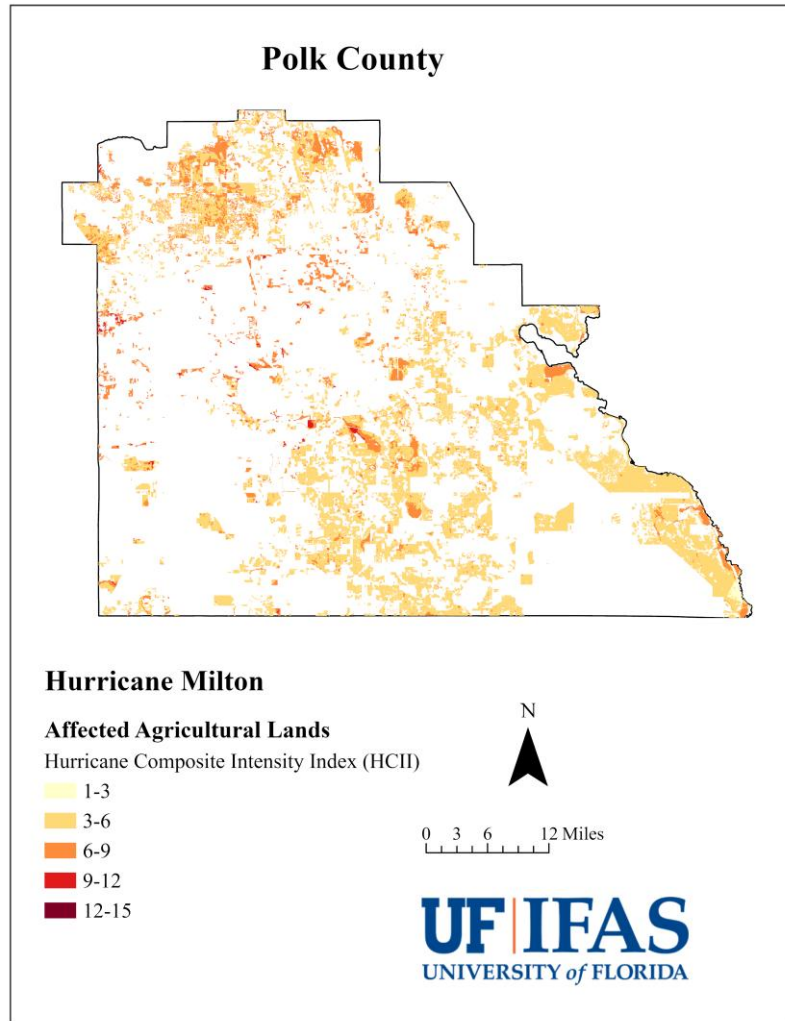 Polk County
Hurricane Milton
Affected Agricultural Lands
Hurricane Composite Intensity Index (HCII)
1-3
3-6
6-9
9-12
12-15
N
0 3 6 12 Miles
UF|IFAS
UNIVERSITY of FLORIDA